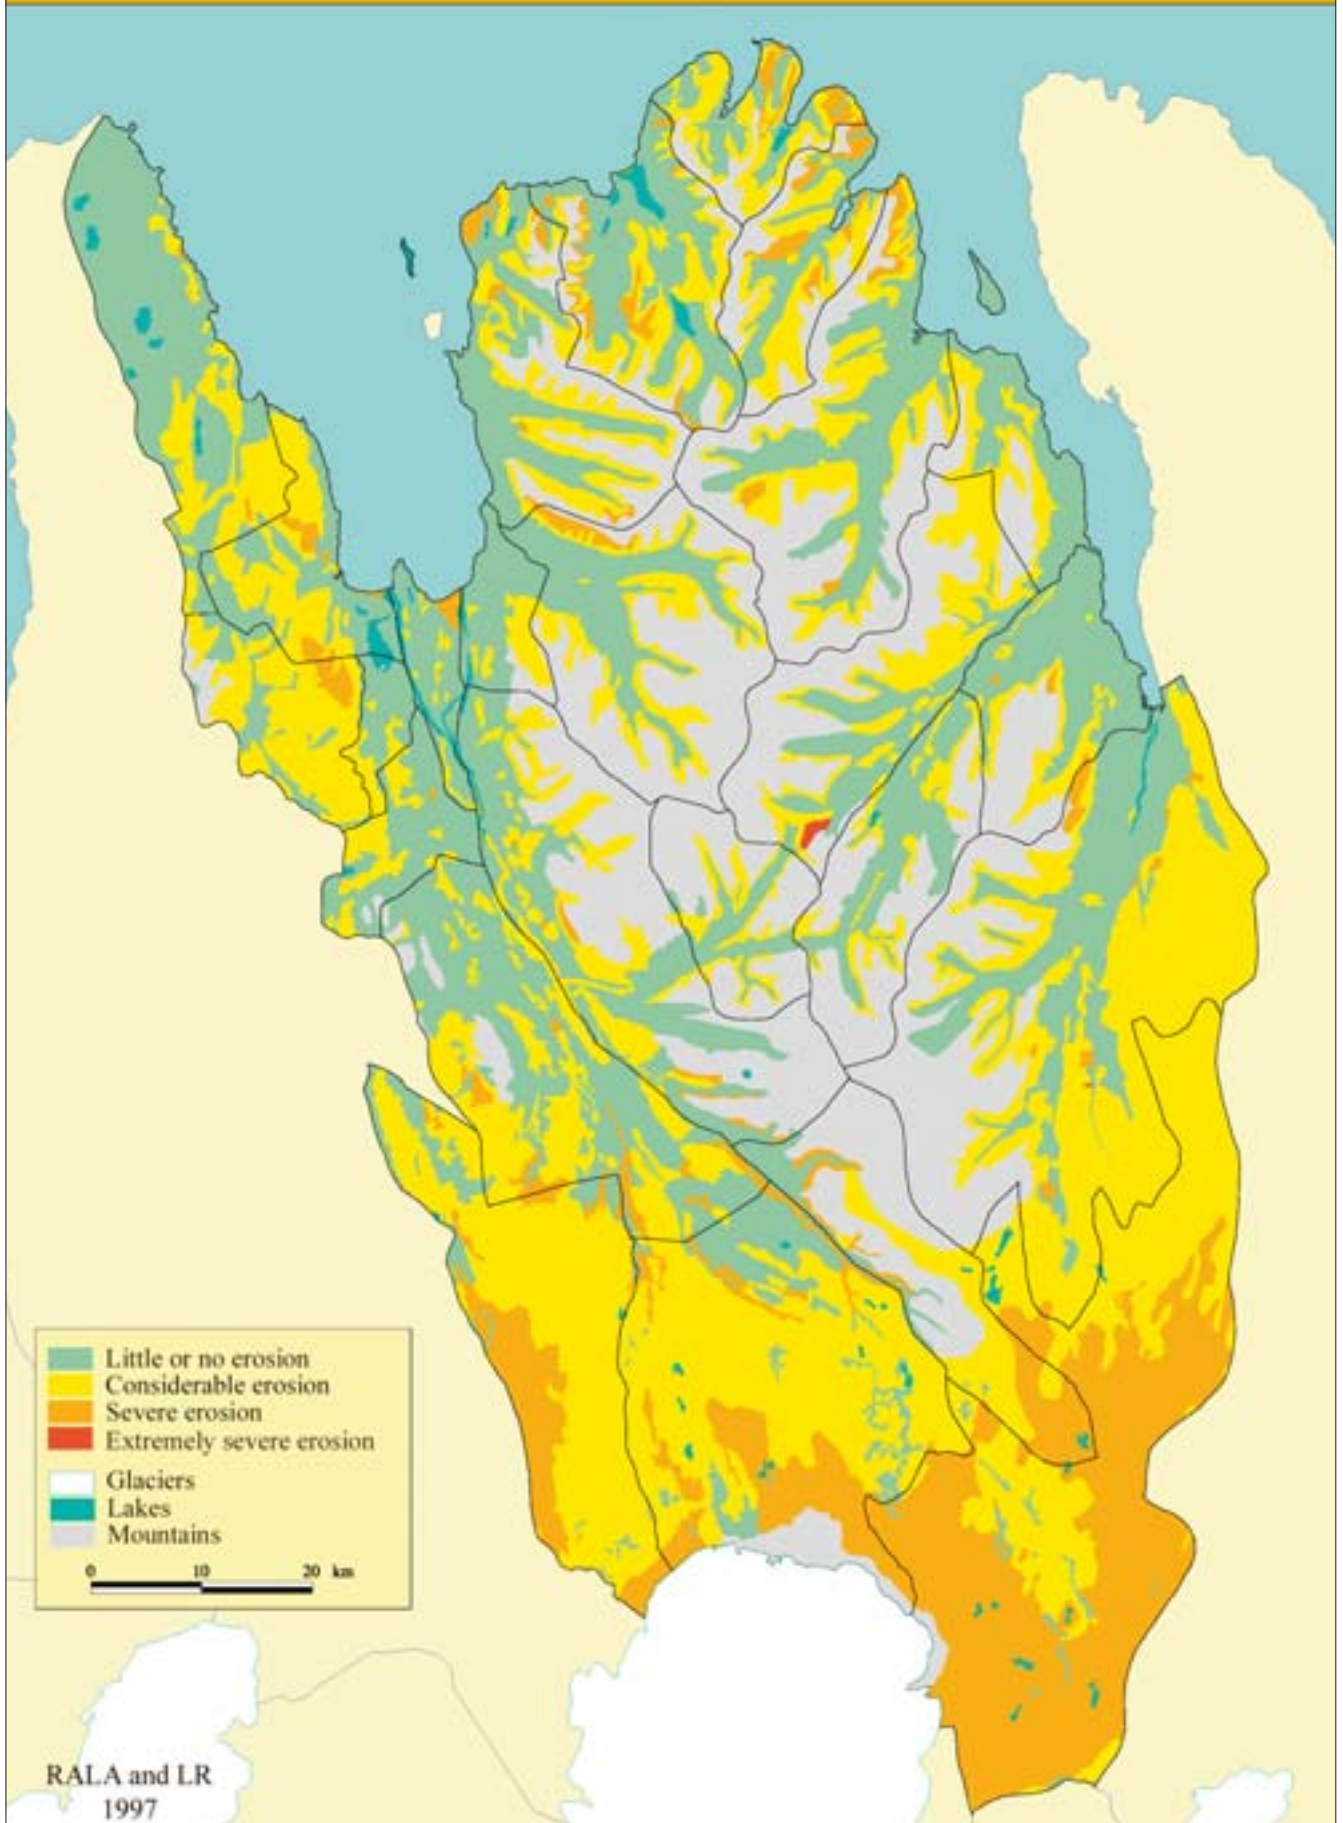 Little or no erosion
Considerable erosion
Severe erosion
Extremely severe erosion
Glaciers
Lakes
Mountains
0 10 20 km
RALA and LR
1997